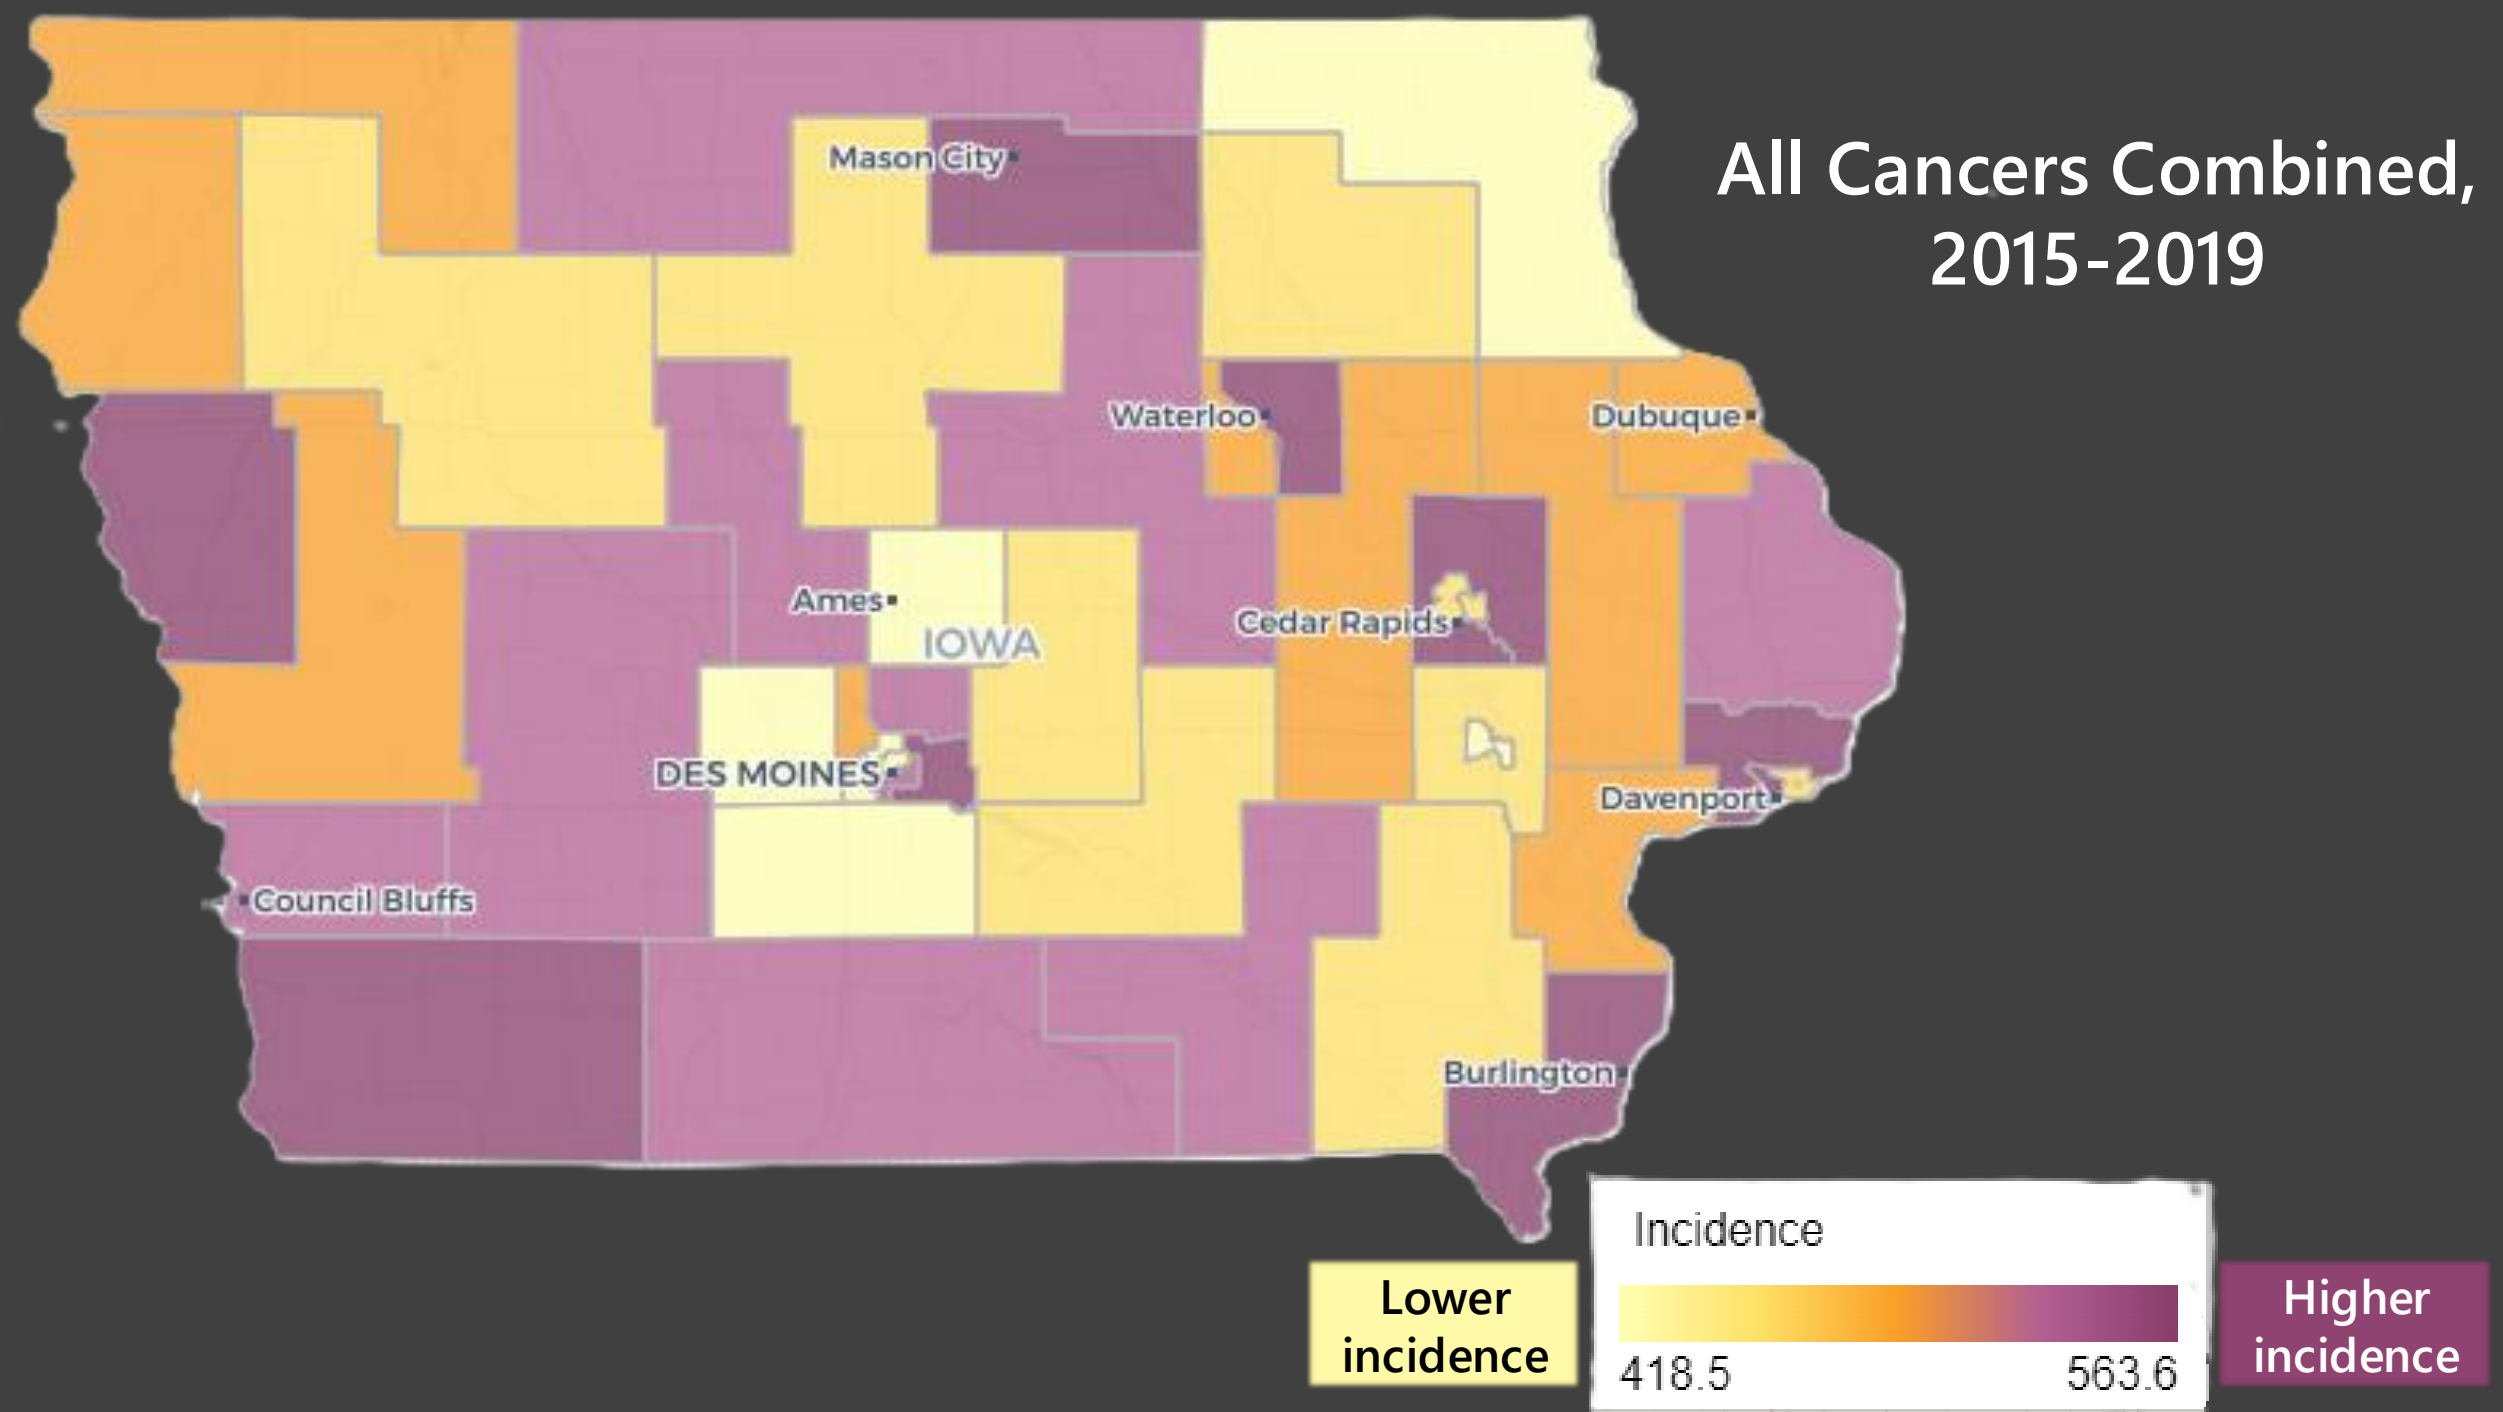 All Cancers Combined,
2015-2019
Mason City
Waterloo
Dubuque
Ames
IOWA
Cedar Rapids
DES MOINES
Davenport
Council Bluffs
Burlington
Incidence
Lower
incidence
418.5
563.6
Higher
incidence